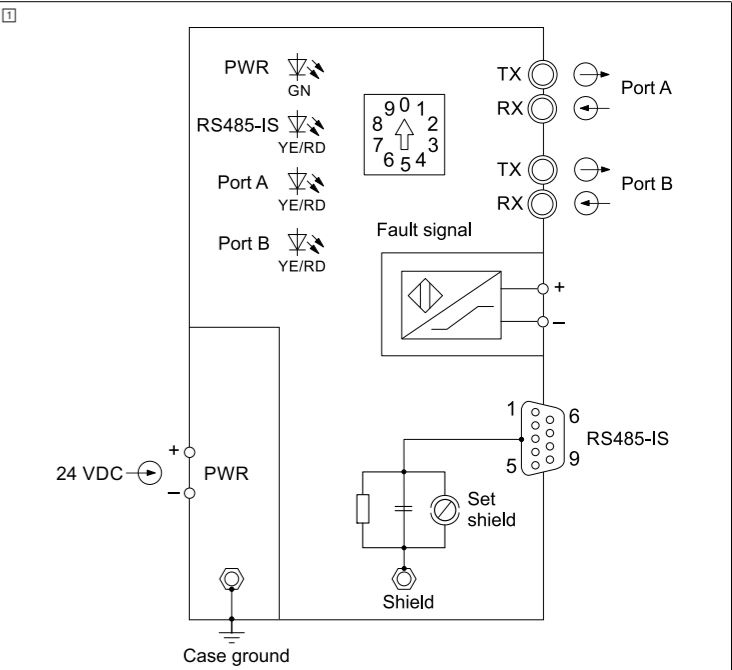 1
PWR
GN
RS485-IS
YE/RD
Port A
YE/RD
Port B
YE/RD
9 0 1
8 2
7 3
6 5 4
TX
RX
Port A
TX
RX
Port B
Fault signal
+
–
1
6
5
9
RS485-IS
24 VDC
+
–
PWR
Set
shield
Shield
Case ground